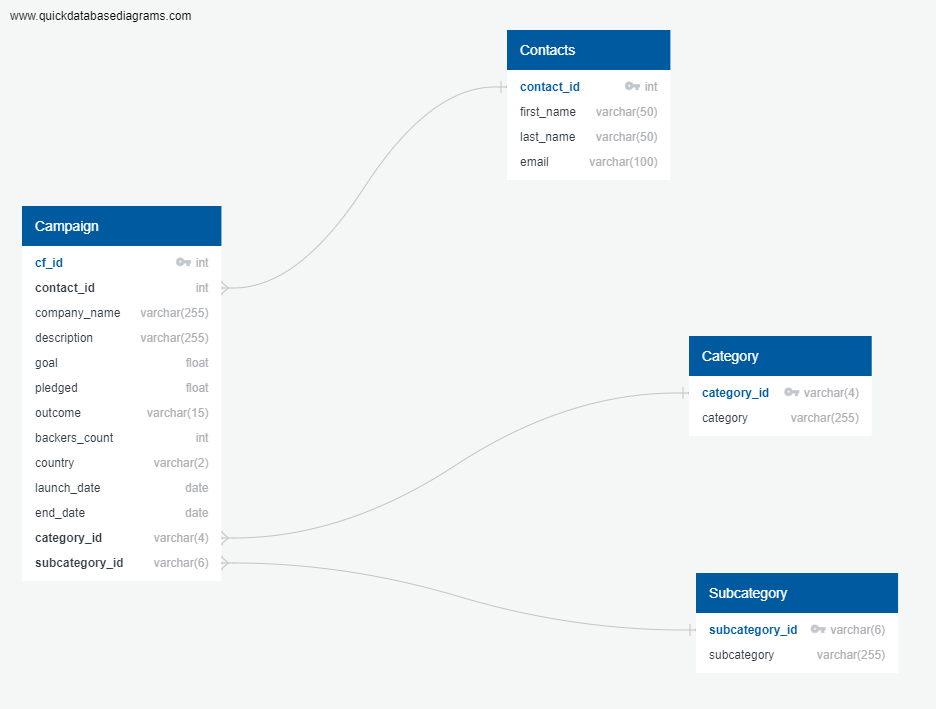 www.quickdatabasediagrams.com
Contacts
contact_id int
first_name varchar(50)
last_name varchar(50)
email varchar(100)
Campaign
cf_id int
contact_id int
company_name varchar(255)
description varchar(255)
goal float
pledged float
outcome varchar(15)
backers_count int
country varchar(2)
launch_date date
end_date date
category_id varchar(4)
subcategory_id varchar(6)
Category
category_id varchar(4)
category varchar(255)
Subcategory
subcategory_id varchar(6)
subcategory varchar(255)